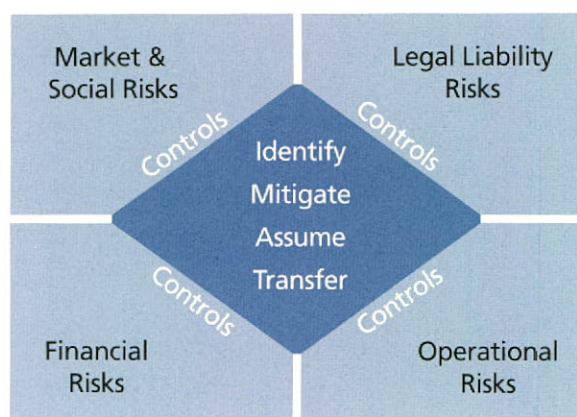 Market &
Social Risks
Legal Liability
Risks
Controls
Controls
Identify
Mitigate
Assume
Transfer
Controls
Controls
Financial
Risks
Operational
Risks